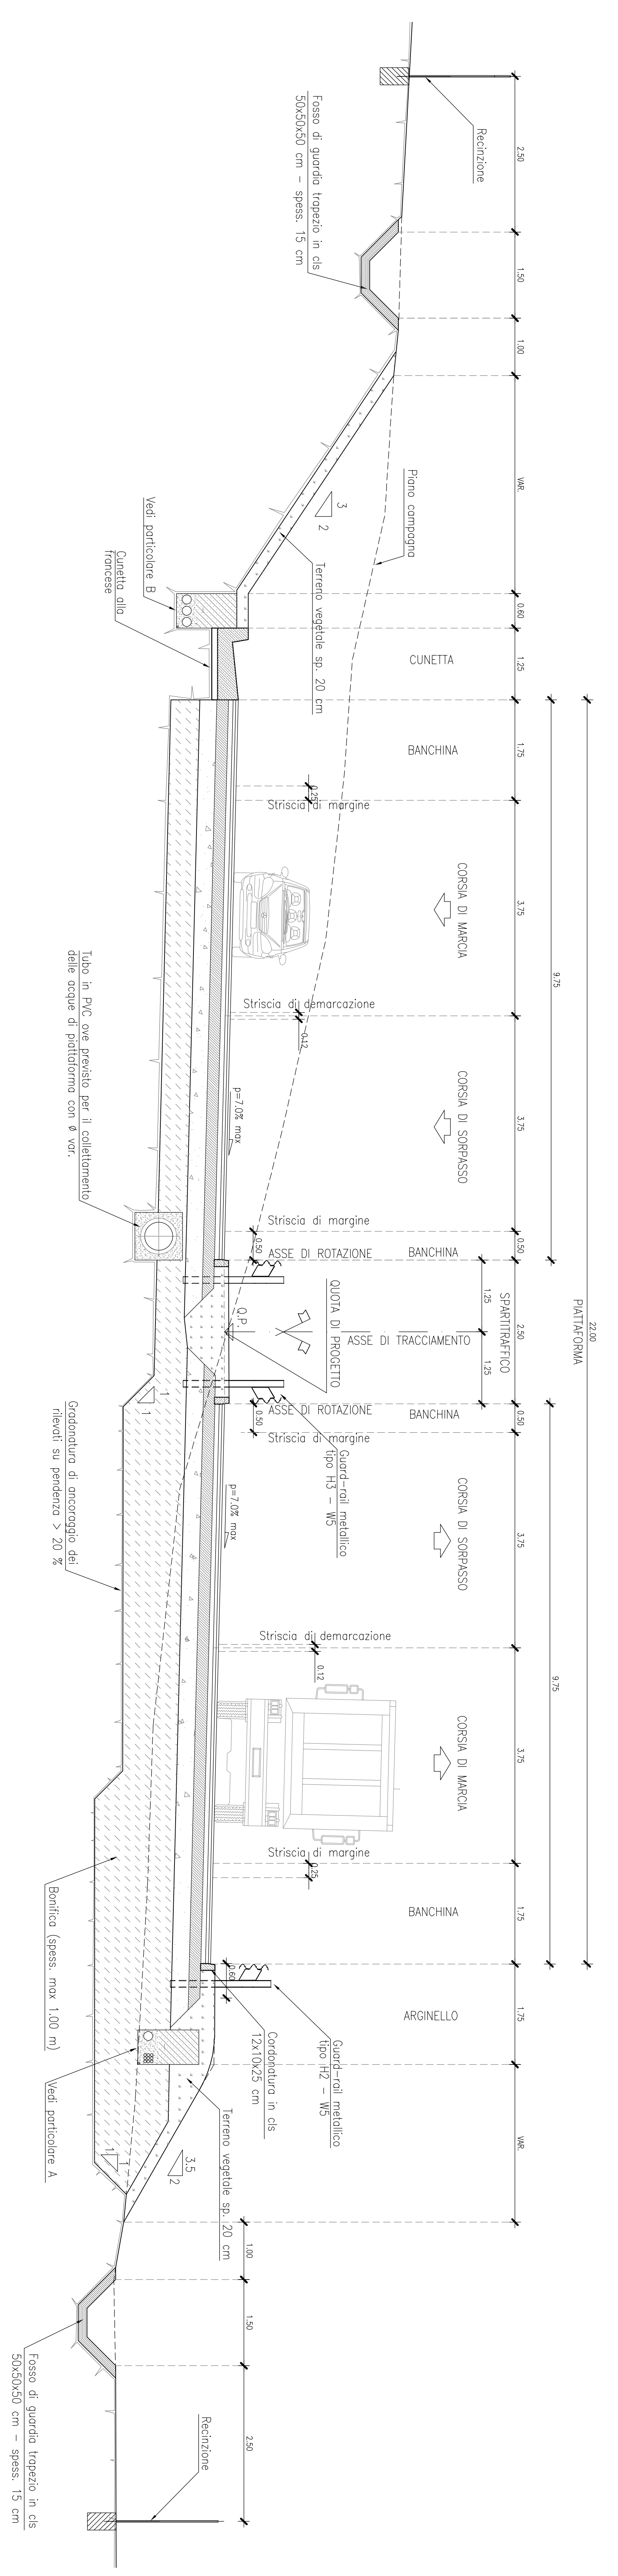 Recinzione
2.50
Fosso di guardia trapezio in cls
50x50x50 cm – spess. 15 cm
1.50
1.00
VAR.
Piano campagna
3
2
Terreno vegetale sp. 20 cm
Vedi particolare B
Cunetta alla
francese
0.60
CUNETTA
1.25
BANCHINA
1.75
0.25
Striscia di margine
CORSIA DI MARCIA
3.75
9.75
Striscia di demarcazione
0.12
Tubo in PVC ove previsto per il collettamento
delle acque di piattaforma con Ø var.
CORSIA DI SORPASSO
3.75
p=7.0% max
Striscia di margine
0.50
0.50
ASSE DI ROTAZIONE
BANCHINA
22.00
PIATTAFORMA
SPARTITRAFFICO
2.50
1.25
1.25
Q.P.
QUOTA DI PROGETTO
ASSE DI TRACCIAMENTO
ASSE DI ROTAZIONE
BANCHINA
0.50
0.50
Striscia di margine
1
1
Gradonatura di ancoraggio dei
rilevati su pendenza > 20 %
Guard-rail metallico
tipo H3 – W5
p=7.0% max
CORSIA DI SORPASSO
3.75
Striscia di demarcazione
0.12
9.75
CORSIA DI MARCIA
3.75
Striscia di margine
0.25
BANCHINA
1.75
Bonifica (spess. max 1.00 m)
0.60
ARGINELLO
1.75
Guard-rail metallico
tipo H2 – W5
Cordonatura in cls
12x10x25 cm
Vedi particolare A
Terreno vegetale sp. 20 cm
1
1
3.5
2
VAR.
1.00
1.50
2.50
Fosso di guardia trapezio in cls
50x50x50 cm – spess. 15 cm
Recinzione